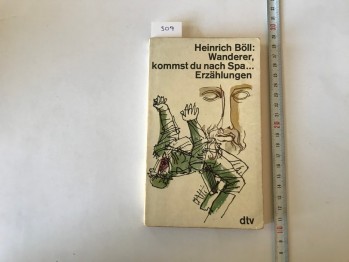 509
Heinrich Böll:
Wanderer,
kommst du nach Spa...
Erzählungen
dtv